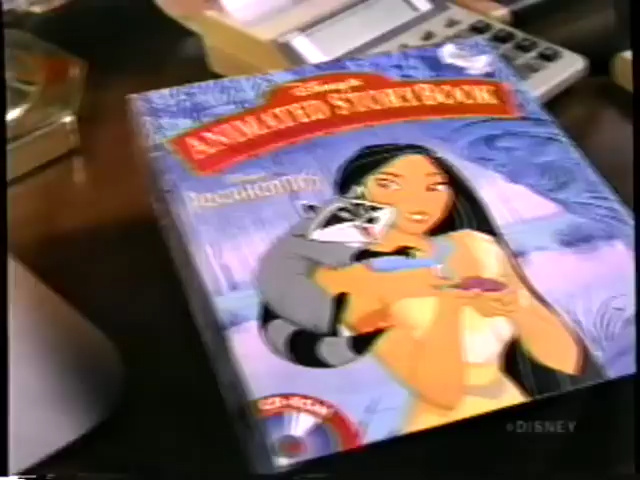 Disney's
ANIMATED STORYBOOK
Pocahontas
CD-ROM
©DISNEY